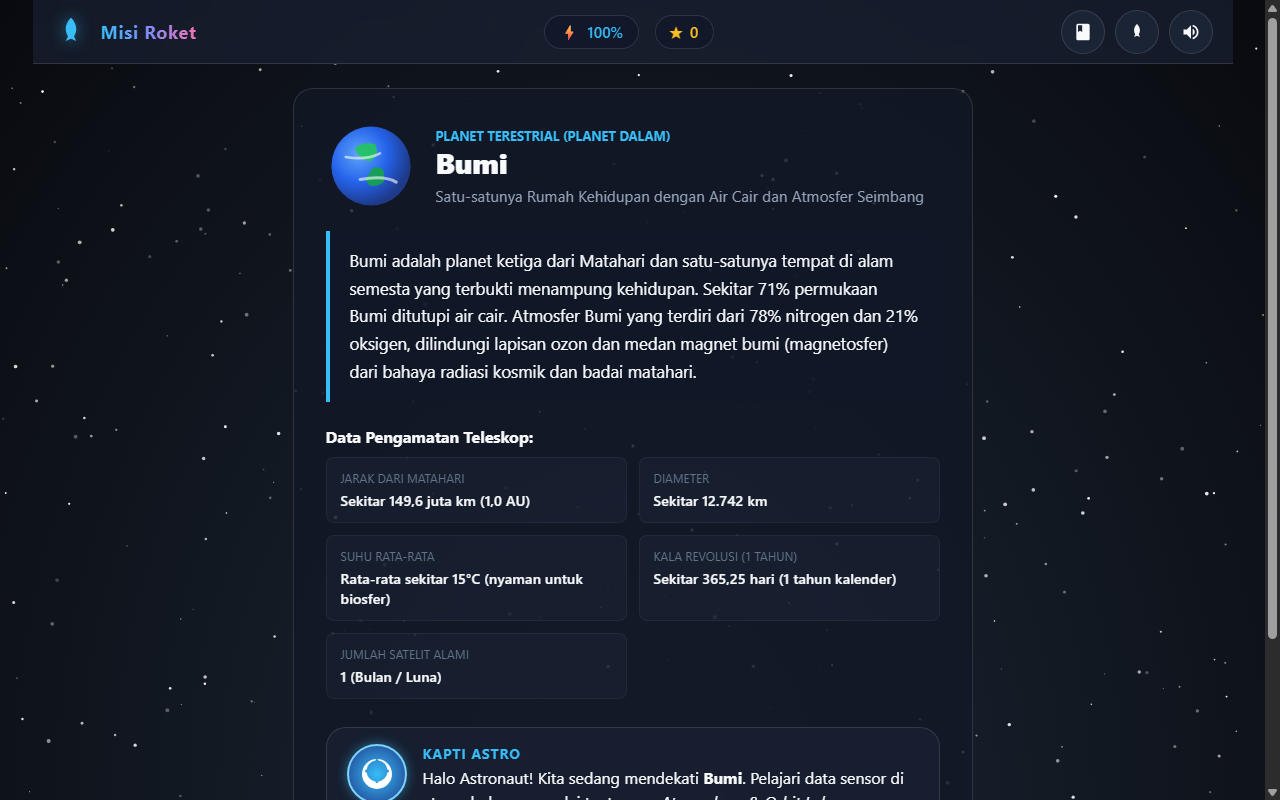 Misi Roket
100%
0
PLANET TERESTRIAL (PLANET DALAM)
Bumi
Satu-satunya Rumah Kehidupan dengan Air Cair dan Atmosfer Seimbang
Bumi adalah planet ketiga dari Matahari dan satu-satunya tempat di alam
semesta yang terbukti menampung kehidupan. Sekitar 71% permukaan
Bumi ditutupi air cair. Atmosfer Bumi yang terdiri dari 78% nitrogen dan 21%
oksigen, dilindungi lapisan ozon dan medan magnet bumi (magnetosfer)
dari bahaya radiasi kosmik dan badai matahari.
Data Pengamatan Teleskop:
JARAK DARI MATAHARI
Sekitar 149,6 juta km (1,0 AU)
DIAMETER
Sekitar 12.742 km
SUHU RATA-RATA
Rata-rata sekitar 15°C (nyaman untuk
biosfer)
KALA REVOLUSI (1 TAHUN)
Sekitar 365,25 hari (1 tahun kalender)
JUMLAH SATELIT ALAMI
1 (Bulan / Luna)
KAPTI ASTRO
Halo Astronaut! Kita sedang mendekati Bumi. Pelajari data sensor di